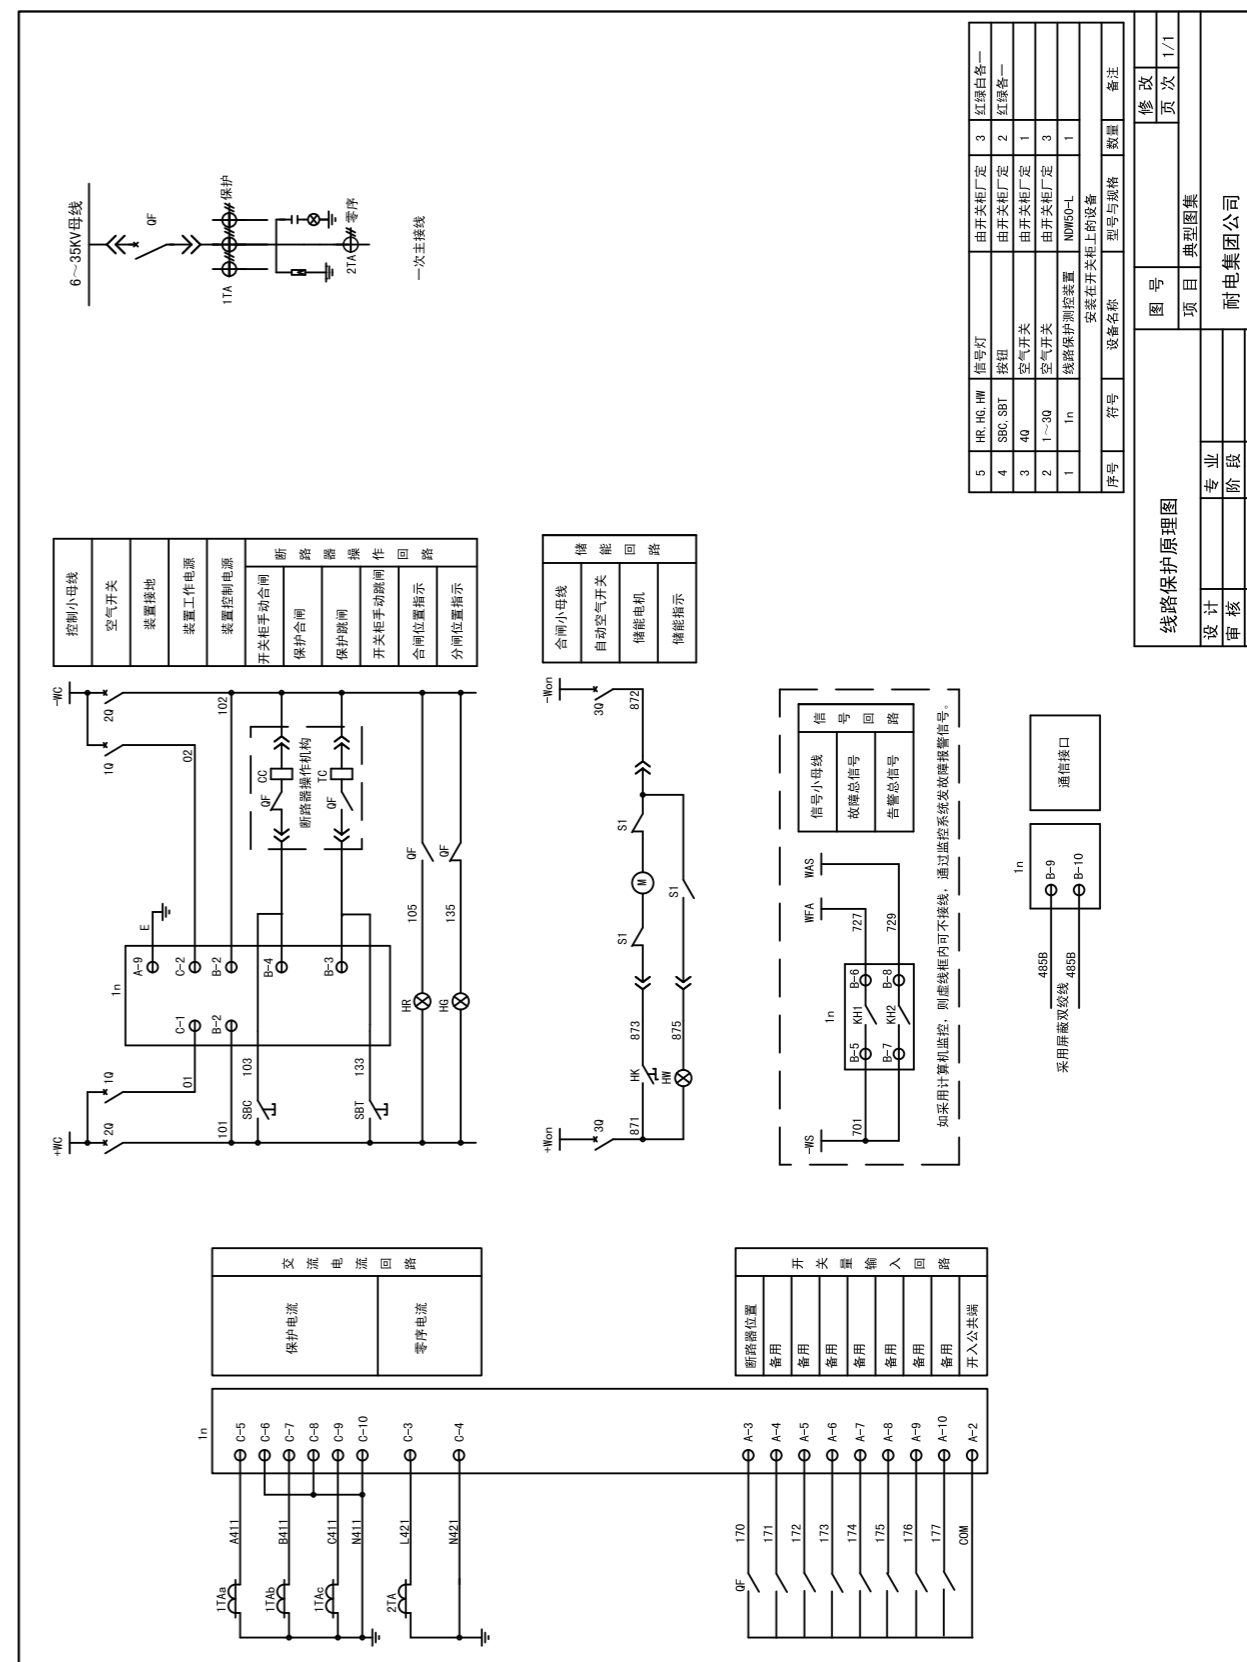 6～35KV母线
QF
1TA
保护
2TA
零序
一次主接线
控制小母线
空气开关
装置接地
装置工作电源
装置控制电源
断路器操作回路
开关柜手动合闸
保护合闸
保护跳闸
开关柜手动跳闸
合闸位置指示
分闸位置指示
-WC
2Q
1Q
02
102
CC
QF
TC
QF
断路器操作机构
QF
QF
105
135
E
1n
A-9
C-2
B-2
B-4
B-3
C-1
B-2
HR
HG
1Q
01
103
133
+WC
2Q
101
SBC
SBT
储能回路
合闸小母线
自动空气开关
储能电机
储能指示
-Won
3Q
872
S1
M
S1
S1
873
875
HK
HW
+Won
3Q
871
信号回路
信号小母线
故障总信号
告警总信号
WAS
WFA
727
729
1n
B-6
B-8
KH1
KH2
B-5
B-7
-WS
701
如采用计算机监控，则虚线框内可不接线，通过监控系统发故障报警信号。
通信接口
1n
B-9
B-10
485B
485B
采用屏蔽双绞线
交流电流回路
保护电流
零序电流
1n
C-5
C-6
C-7
C-8
C-9
C-10
C-3
C-4
A411
B411
C411
N411
L421
N421
1TAa
1TAb
1TAc
2TA
开关量输入回路
断路器位置
备用
备用
备用
备用
备用
备用
备用
开入公共端
A-3
A-4
A-5
A-6
A-7
A-8
A-9
A-10
A-2
170
171
172
173
174
175
176
177
COM
QF
5 HR,HG,HW 信号灯 由开关柜厂定 3 红绿白各一
4 SBC,SBT 按钮 由开关柜厂定 2 红绿各一
3 4Q 空气开关 由开关柜厂定 1
2 1～3Q 空气开关 由开关柜厂定 3
1 1n 线路保护测控装置 NDW50-L 1
安装在开关柜上的设备
序号 符号 设备名称 型号与规格 数量 备注
线路保护原理图
图号
修改
页次 1/1
项目 典型图集
设计 专业
审核 阶段
耐电集团公司